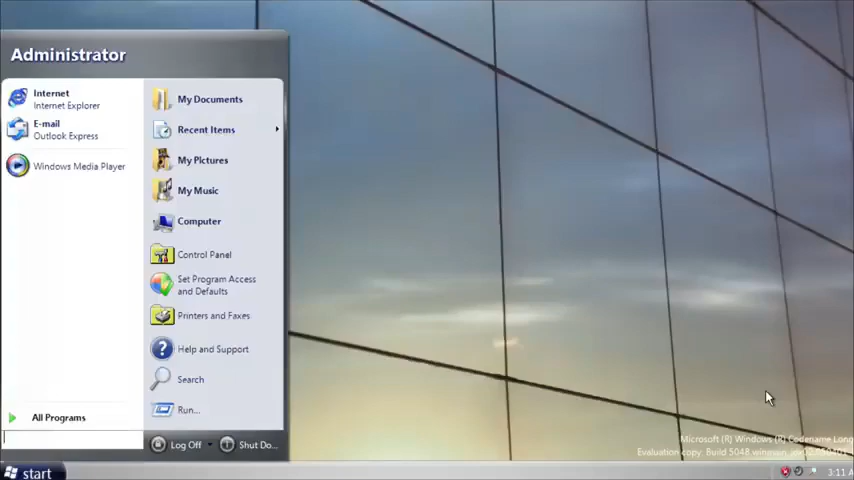 Administrator
Internet
Internet Explorer
E-mail
Outlook Express
Windows Media Player
All Programs
My Documents
Recent Items
My Pictures
My Music
Computer
Control Panel
Set Program Access
and Defaults
Printers and Faxes
Help and Support
Search
Run...
Log Off
Shut Do...
Microsoft (R) Windows (R) Codename Long
Evaluation copy. Build 5048.
start
3:11 A